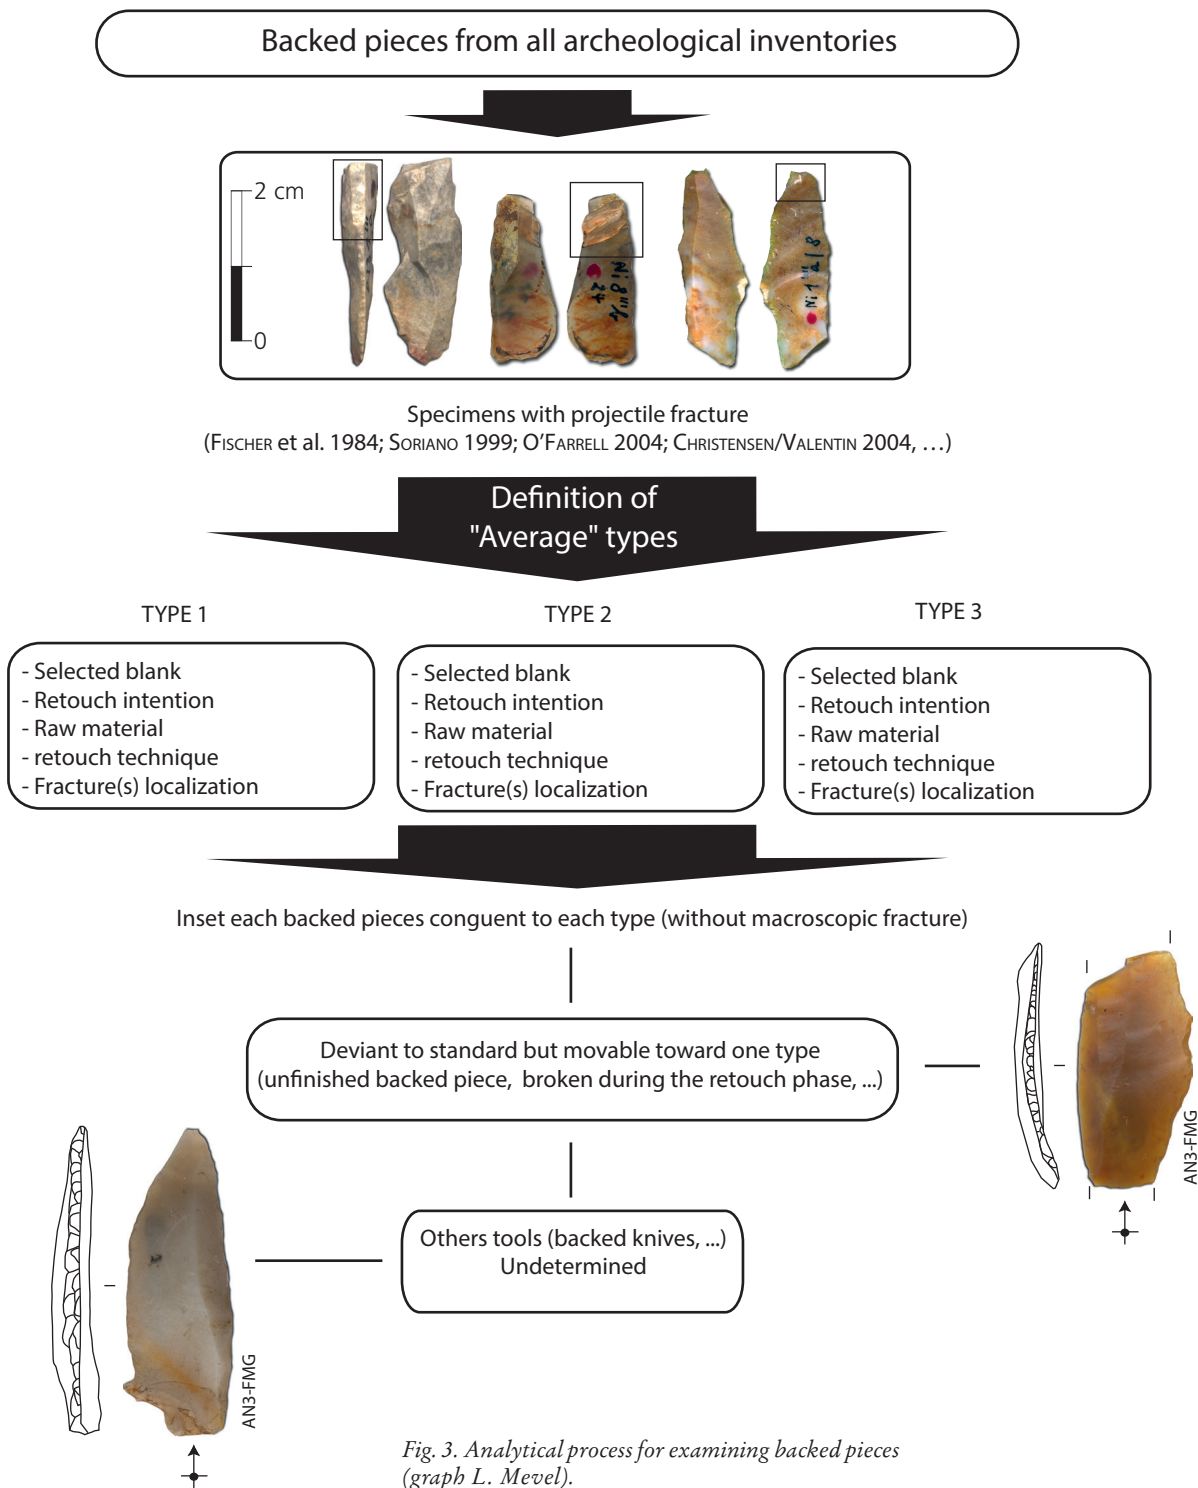 Backed pieces from all archeological inventories
2 cm
0
Ni 8
24
Specimens with projectile fracture
(FISCHER et al. 1984; SORIANO 1999; O'FARRELL 2004; CHRISTENSEN/VALENTIN 2004, …)
Definition of
"Average" types
TYPE 1
TYPE 2
TYPE 3
- Selected blank
- Retouch intention
- Raw material
- retouch technique
- Fracture(s) localization
- Selected blank
- Retouch intention
- Raw material
- retouch technique
- Fracture(s) localization
- Selected blank
- Retouch intention
- Raw material
- retouch technique
- Fracture(s) localization
Inset each backed pieces conguent to each type (without macroscopic fracture)
Deviant to standard but movable toward one type
(unfinished backed piece, broken during the retouch phase, ...)
AN3-FMG
Others tools (backed knives, ...)
Undetermined
AN3-FMG
Fig. 3. Analytical process for examining backed pieces
(graph L. Mevel).